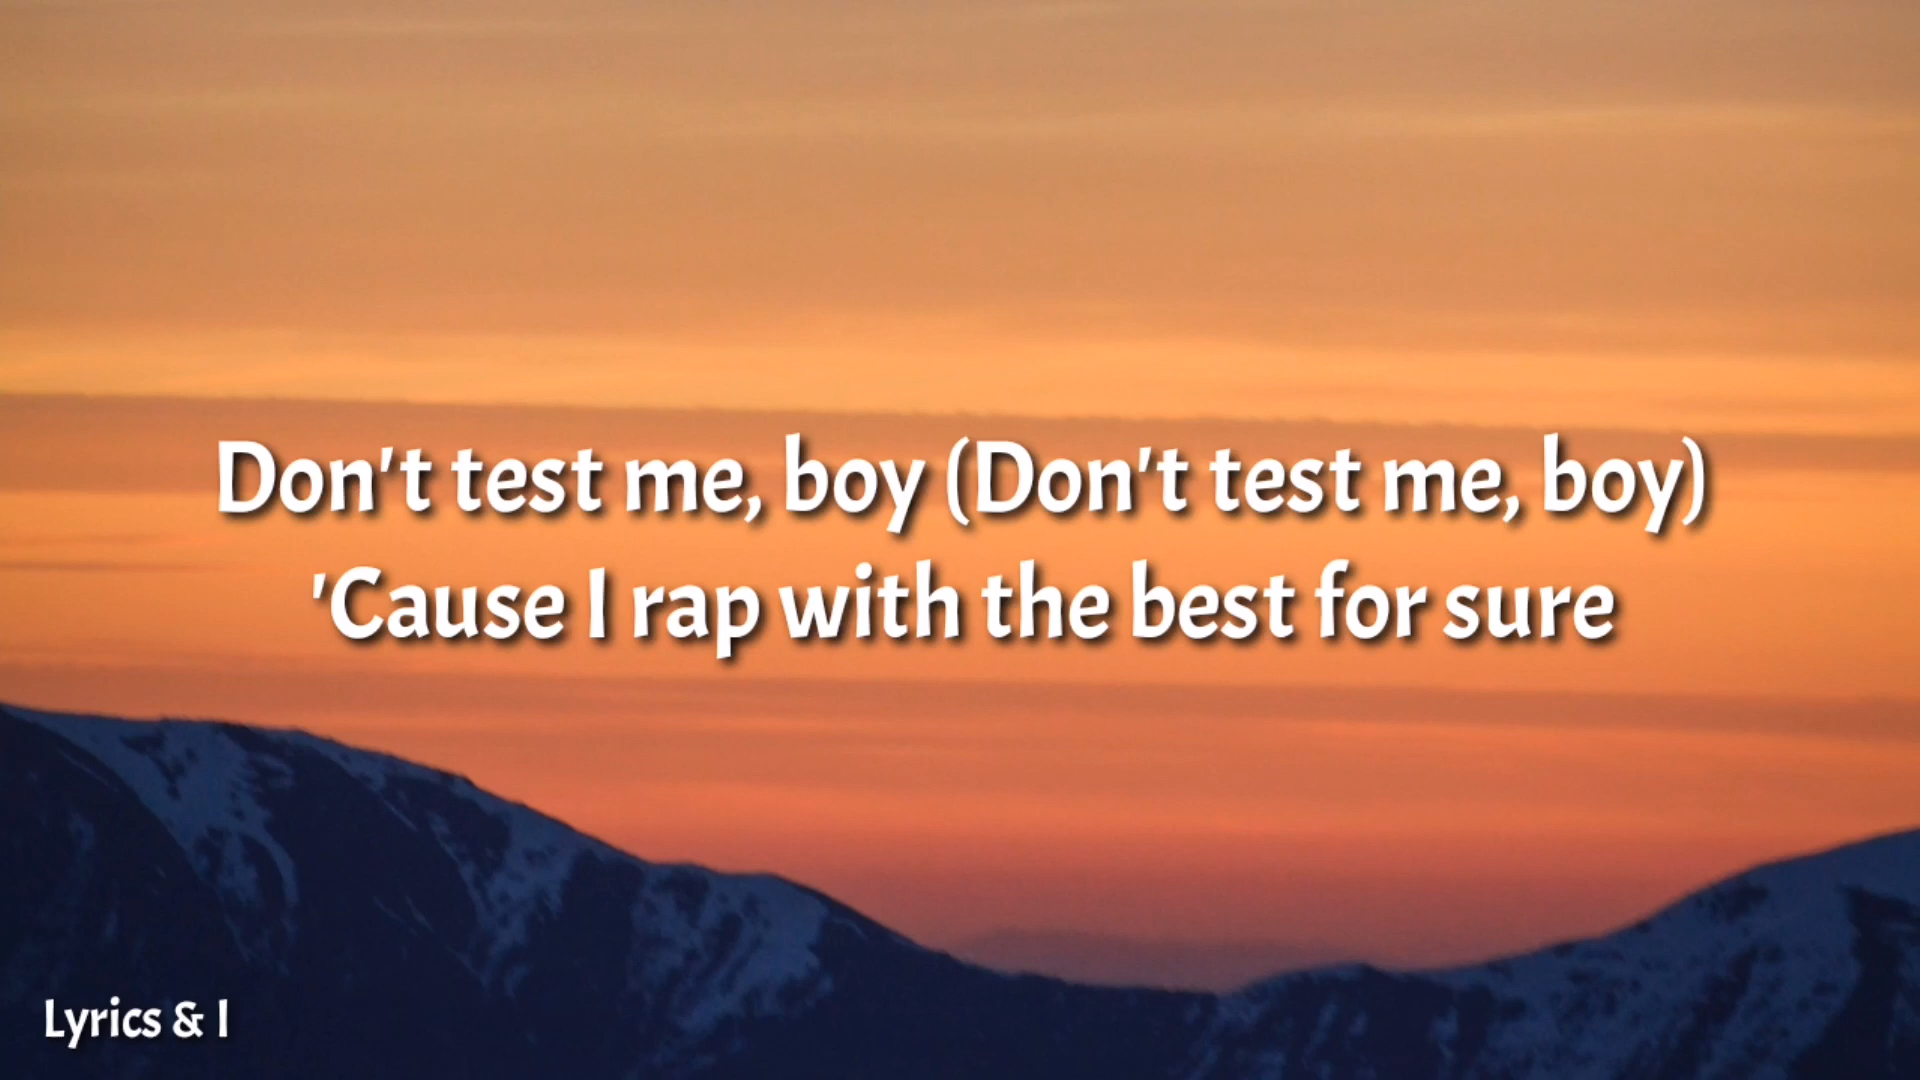 Don't test me, boy (Don't test me, boy)
'Cause I rap with the best for sure
Lyrics & I